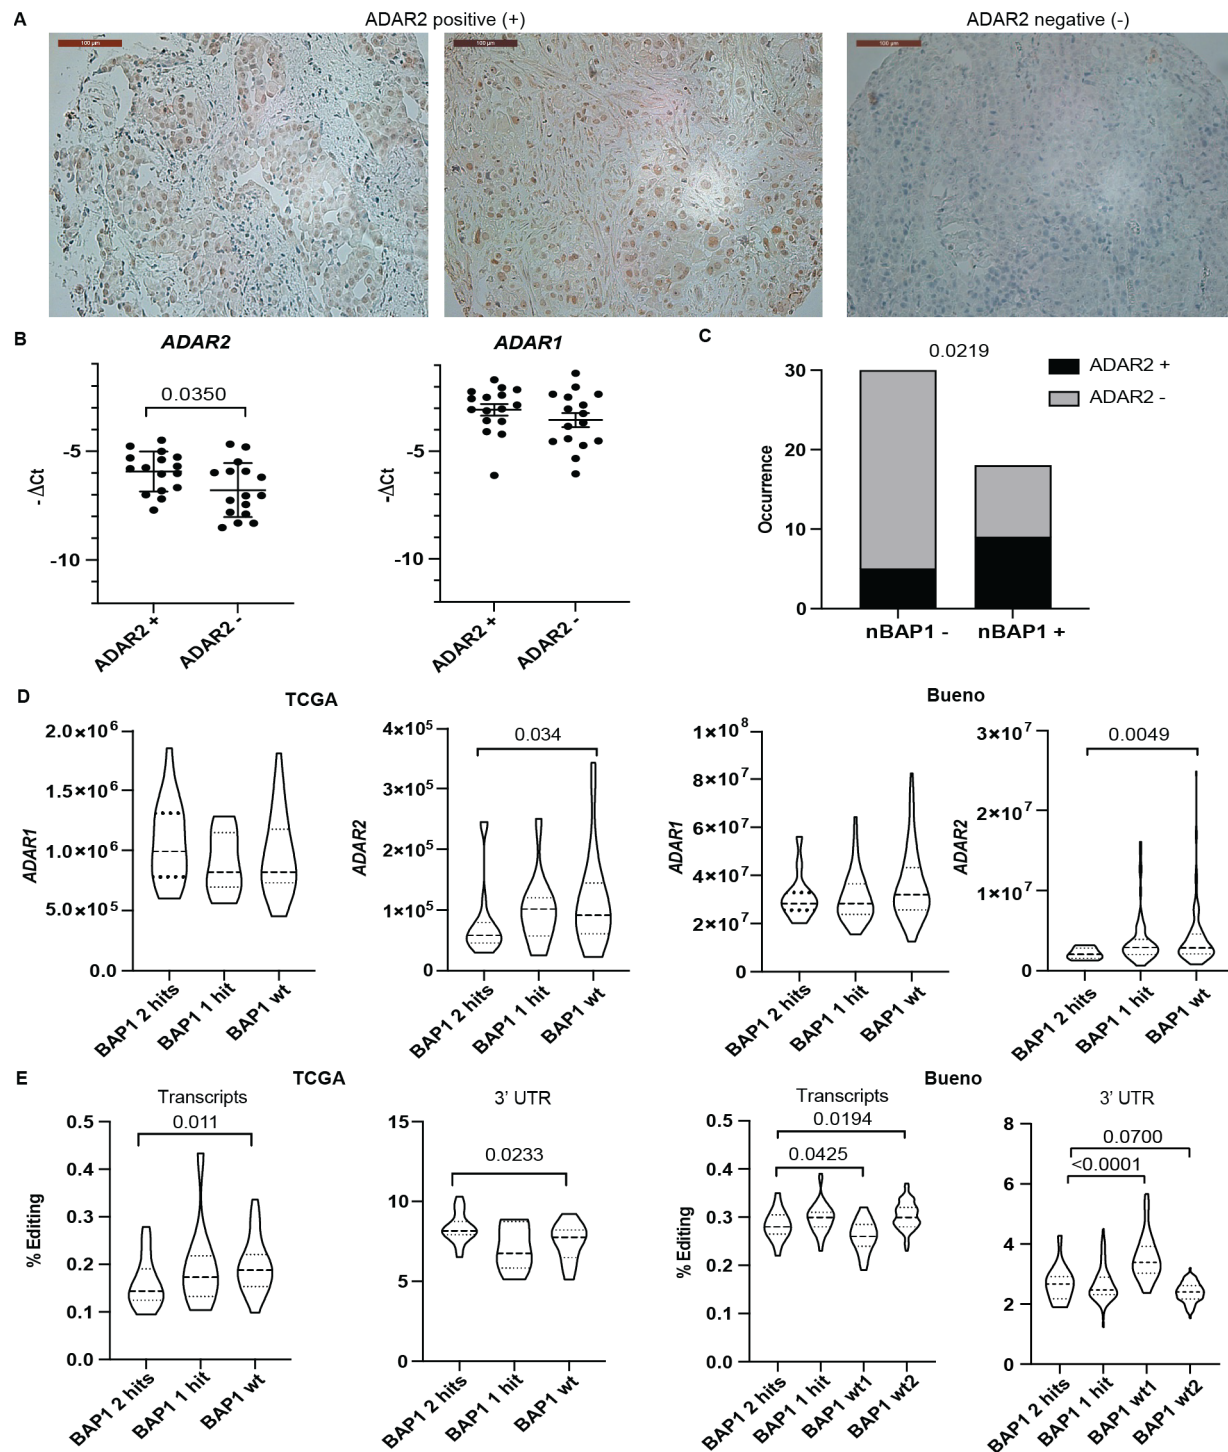 A
ADAR2 positive (+)
ADAR2 negative (-)
100 µm
100 µm
100 µm
B
ADAR2
ADAR1
0.0350
-5
-10
- ΔCt
ADAR2 +
ADAR2 -
-5
-10
- ΔCt
ADAR2 +
ADAR2 -
C
0.0219
ADAR2 +
ADAR2 -
30
20
10
0
Occurrence
nBAP1 -
nBAP1 +
D
TCGA
Bueno
2.0×10⁶
1.5×10⁶
1.0×10⁶
5.0×10⁵
0.0
ADAR1
BAP1 2 hits
BAP1 1 hit
BAP1 wt
4×10⁵
3×10⁵
2×10⁵
1×10⁵
0
ADAR2
0.034
BAP1 2 hits
BAP1 1 hit
BAP1 wt
1×10⁸
8×10⁷
6×10⁷
4×10⁷
2×10⁷
0
ADAR1
BAP1 2 hits
BAP1 1 hit
BAP1 wt
3×10⁷
2×10⁷
1×10⁷
0
ADAR2
0.0049
BAP1 2 hits
BAP1 1 hit
BAP1 wt
E
TCGA
Bueno
Transcripts
0.011
0.5
0.4
0.3
0.2
0.1
0.0
% Editing
BAP1 2 hits
BAP1 1 hit
BAP1 wt
3' UTR
0.0233
15
10
5
0
BAP1 2 hits
BAP1 1 hit
BAP1 wt
Transcripts
0.0194
0.0425
0.5
0.4
0.3
0.2
0.1
0.0
% Editing
BAP1 2 hits
BAP1 1 hit
BAP1 wt1
BAP1 wt2
3' UTR
0.0700
<0.0001
8
6
4
2
0
BAP1 2 hits
BAP1 1 hit
BAP1 wt1
BAP1 wt2